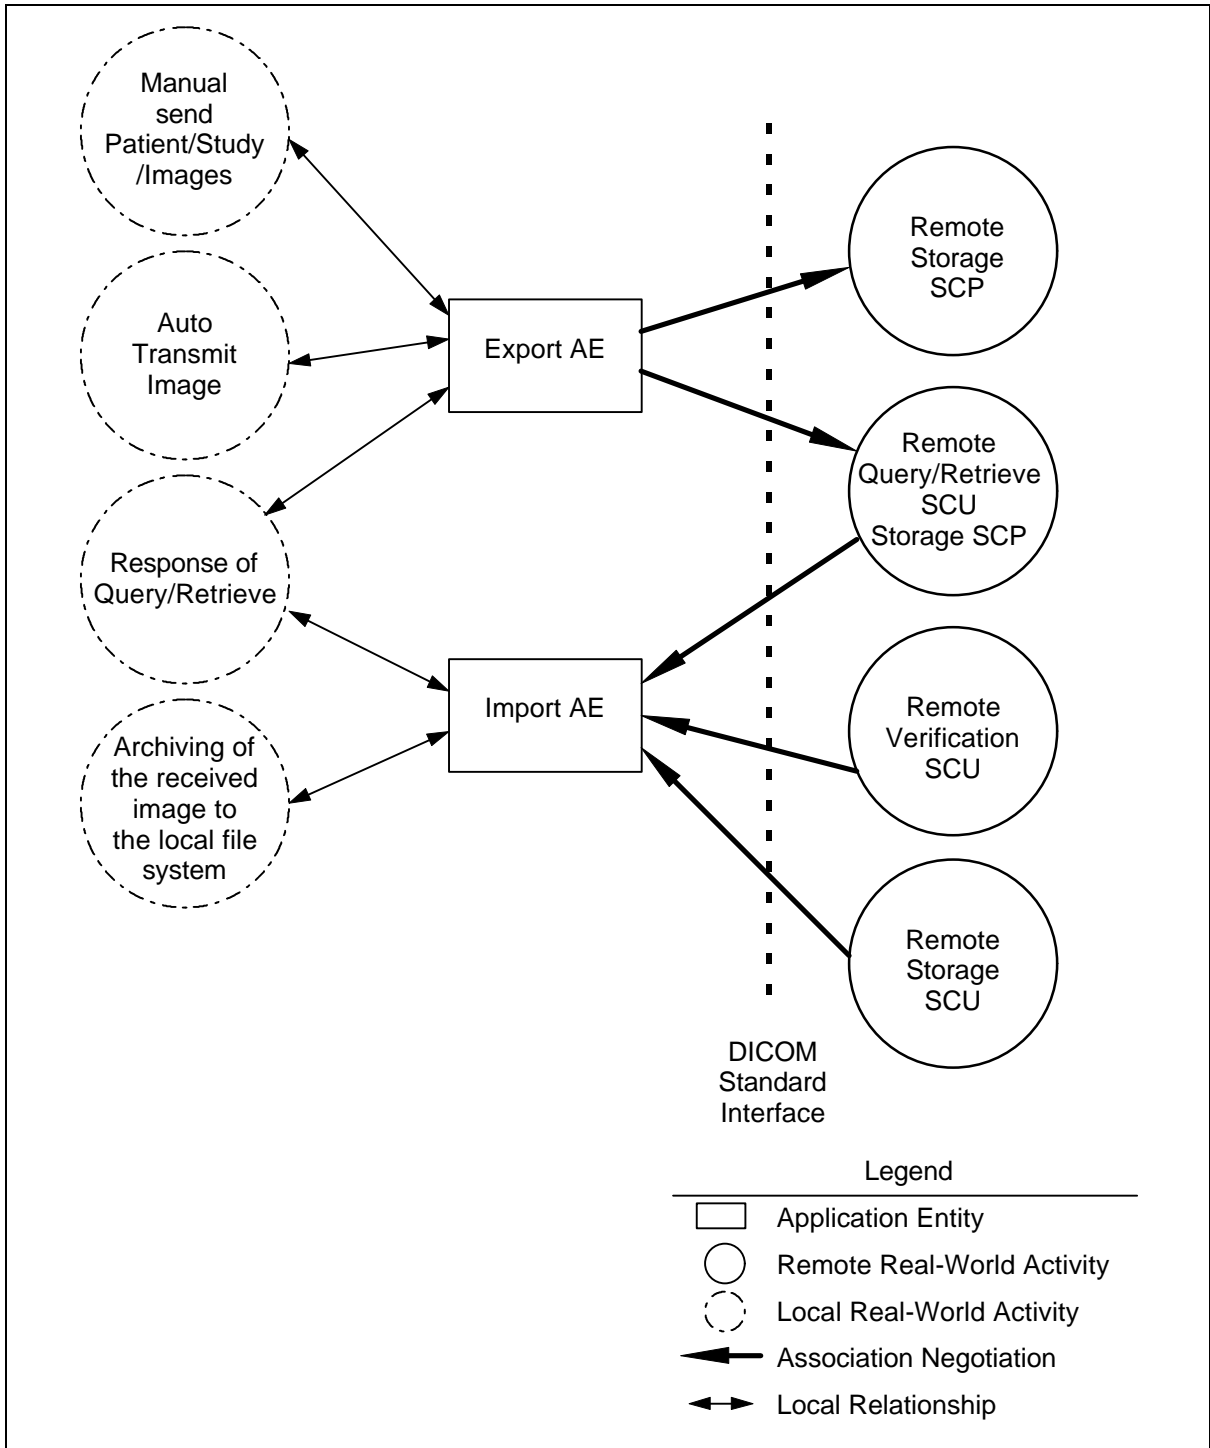 Manual
send
Patient/Study
/Images
Auto
Transmit
Image
Response of
Query/Retrieve
Archiving of
the received
image to
the local file
system
Export AE
Import AE
Remote
Storage
SCP
Remote
Query/Retrieve
SCU
Storage SCP
Remote
Verification
SCU
Remote
Storage
SCU
DICOM
Standard
Interface
Legend
Application Entity
Remote Real-World Activity
Local Real-World Activity
Association Negotiation
Local Relationship